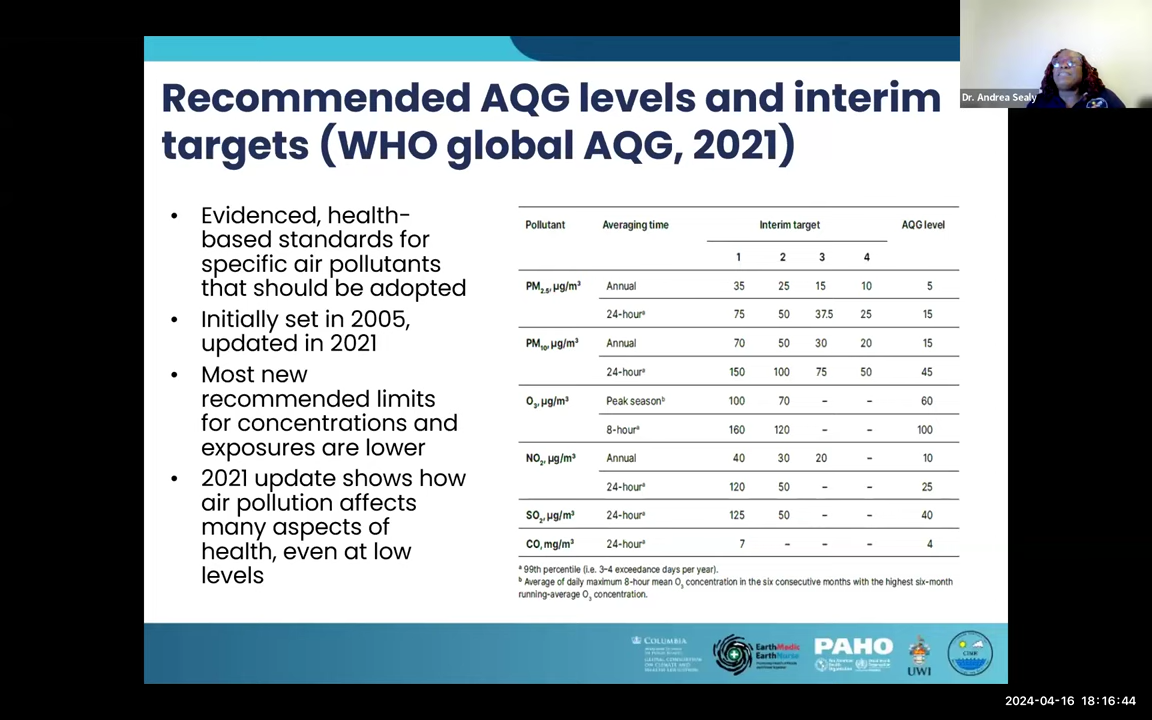 Dr. Andrea Sealy
Recommended AQG levels and interim
targets (WHO global AQG, 2021)
• Evidenced, health-
based standards for
specific air pollutants
that should be adopted
• Initially set in 2005,
updated in 2021
• Most new
recommended limits
for concentrations and
exposures are lower
• 2021 update shows how
air pollution affects
many aspects of
health, even at low
levels
Pollutant Averaging time Interim target AQG level
1 2 3 4
PM2.5, µg/m³ Annual 35 25 15 10 5
24-hourᵃ 75 50 37.5 25 15
PM10, µg/m³ Annual 70 50 30 20 15
24-hourᵃ 150 100 75 50 45
O3, µg/m³ Peak seasonᵇ 100 70 – – 60
8-hourᵃ 160 120 – – 100
NO2, µg/m³ Annual 40 30 20 – 10
24-hourᵃ 120 50 – – 25
SO2, µg/m³ 24-hourᵃ 125 50 – – 40
CO, mg/m³ 24-hourᵃ 7 – – – 4
ᵃ 99th percentile (i.e. 3–4 exceedance days per year).
ᵇ Average of daily maximum 8-hour mean O3 concentration in the six consecutive months with the highest six-month
running-average O3 concentration.
COLUMBIA
GLOBAL CONSORTIUM
ON CLIMATE AND
HEALTH EDUCATION
EarthMedic
EarthNurse
PAHO
UWI
CIMH
2024-04-16 18:16:44